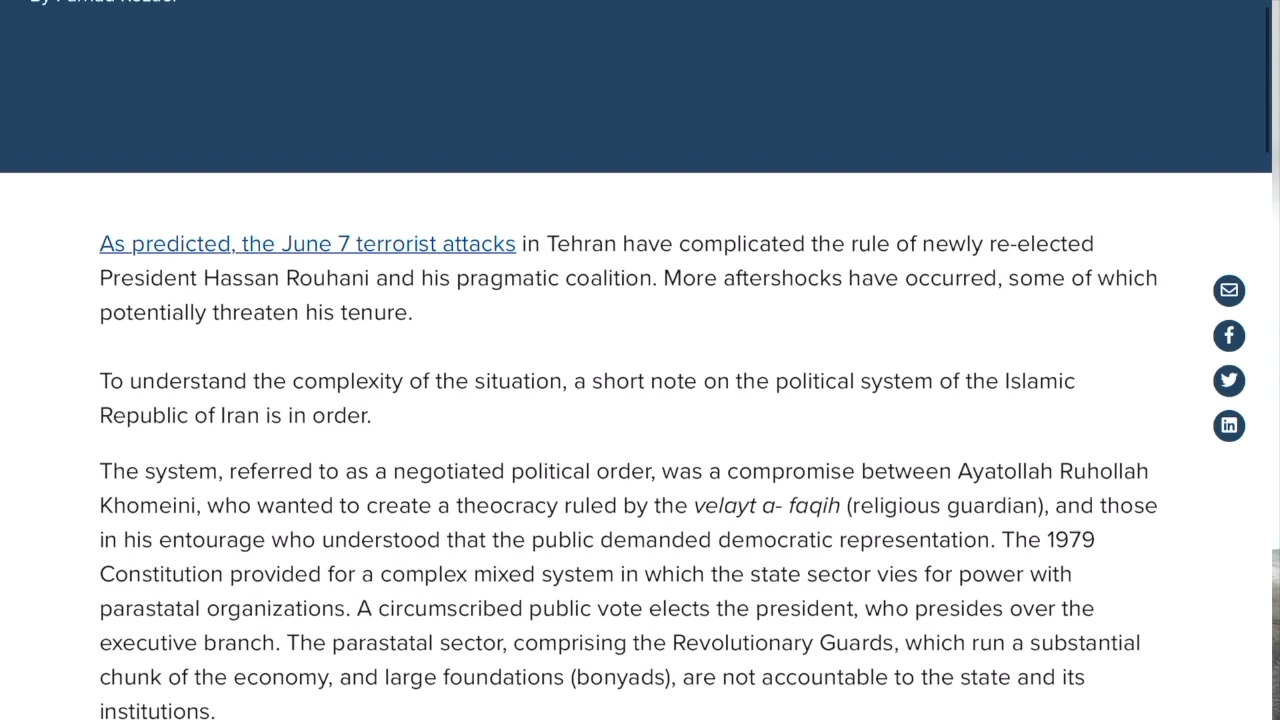 As predicted, the June 7 terrorist attacks in Tehran have complicated the rule of newly re-elected
President Hassan Rouhani and his pragmatic coalition. More aftershocks have occurred, some of which
potentially threaten his tenure.
To understand the complexity of the situation, a short note on the political system of the Islamic
Republic of Iran is in order.
The system, referred to as a negotiated political order, was a compromise between Ayatollah Ruhollah
Khomeini, who wanted to create a theocracy ruled by the velayt a- faqih (religious guardian), and those
in his entourage who understood that the public demanded democratic representation. The 1979
Constitution provided for a complex mixed system in which the state sector vies for power with
parastatal organizations. A circumscribed public vote elects the president, who presides over the
executive branch. The parastatal sector, comprising the Revolutionary Guards, which run a substantial
chunk of the economy, and large foundations (bonyads), are not accountable to the state and its
institutions.